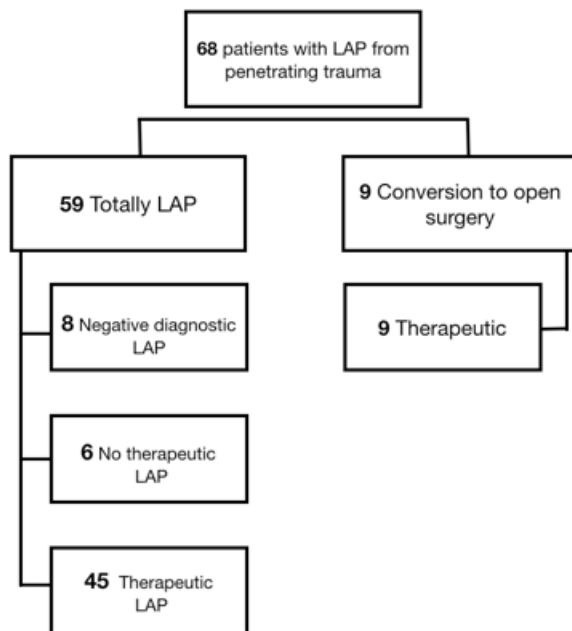 68 patients with LAP from
penetrating trauma
59 Totally LAP
9 Conversion to open
surgery
8 Negative diagnostic
LAP
9 Therapeutic
6 No therapeutic
LAP
45 Therapeutic
LAP